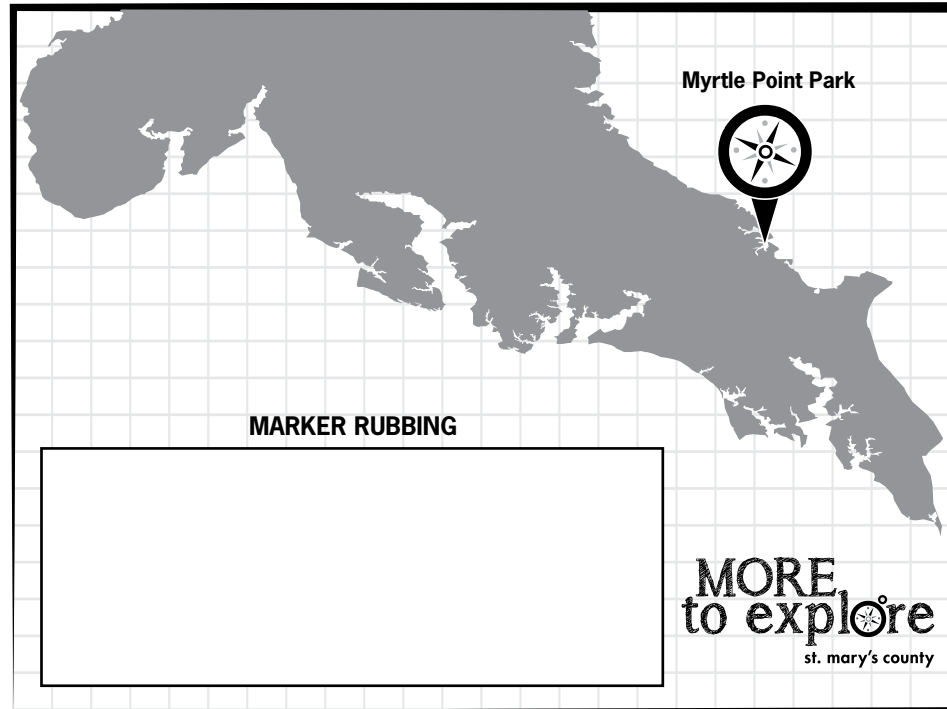 Myrtle Point Park
MARKER RUBBING
MORE
to explore
st. mary's county